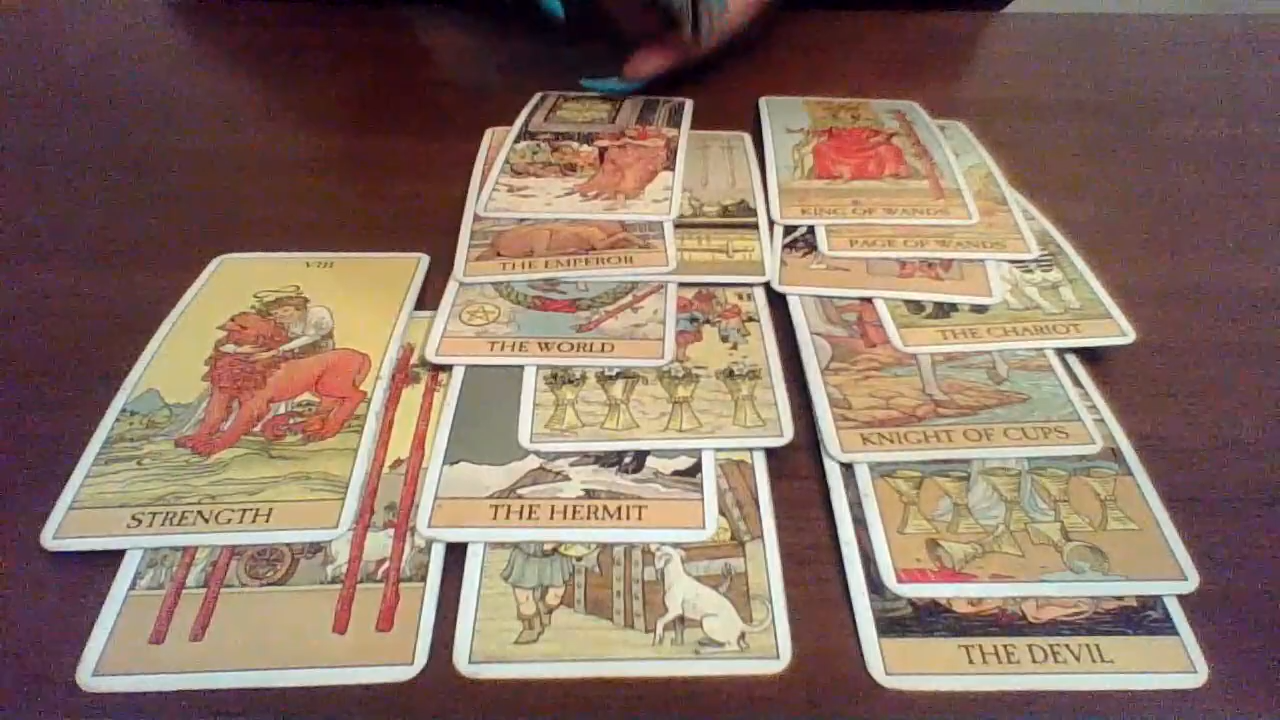 VIII
STRENGTH
THE EMPEROR
THE WORLD
THE HERMIT
KING OF WANDS
PAGE OF WANDS
THE CHARIOT
KNIGHT OF CUPS
THE DEVIL